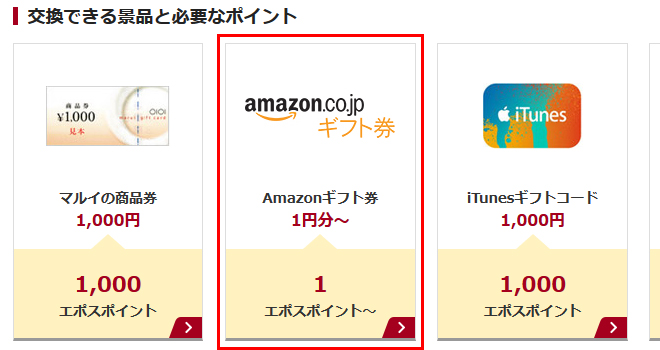 交換できる景品と必要なポイント
商品券
¥1,000
見本
OIOI
marui gift card
マルイの商品券
1,000円
1,000
エポスポイント
amazon.co.jp
ギフト券
Amazonギフト券
1円分～
1
エポスポイント～
iTunes
iTunesギフトコード
1,000円
1,000
エポスポイント